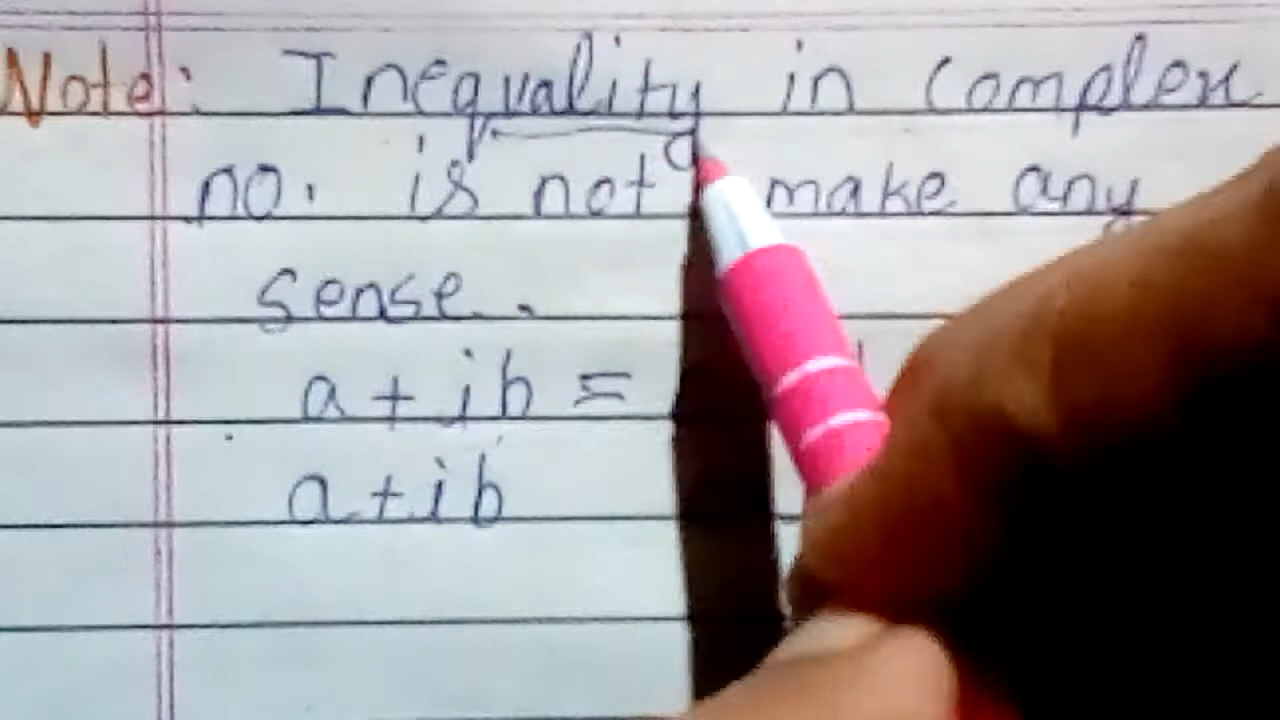 Note: Inequality in complex
no. is not make any
sense.
a + ib =
a + ib